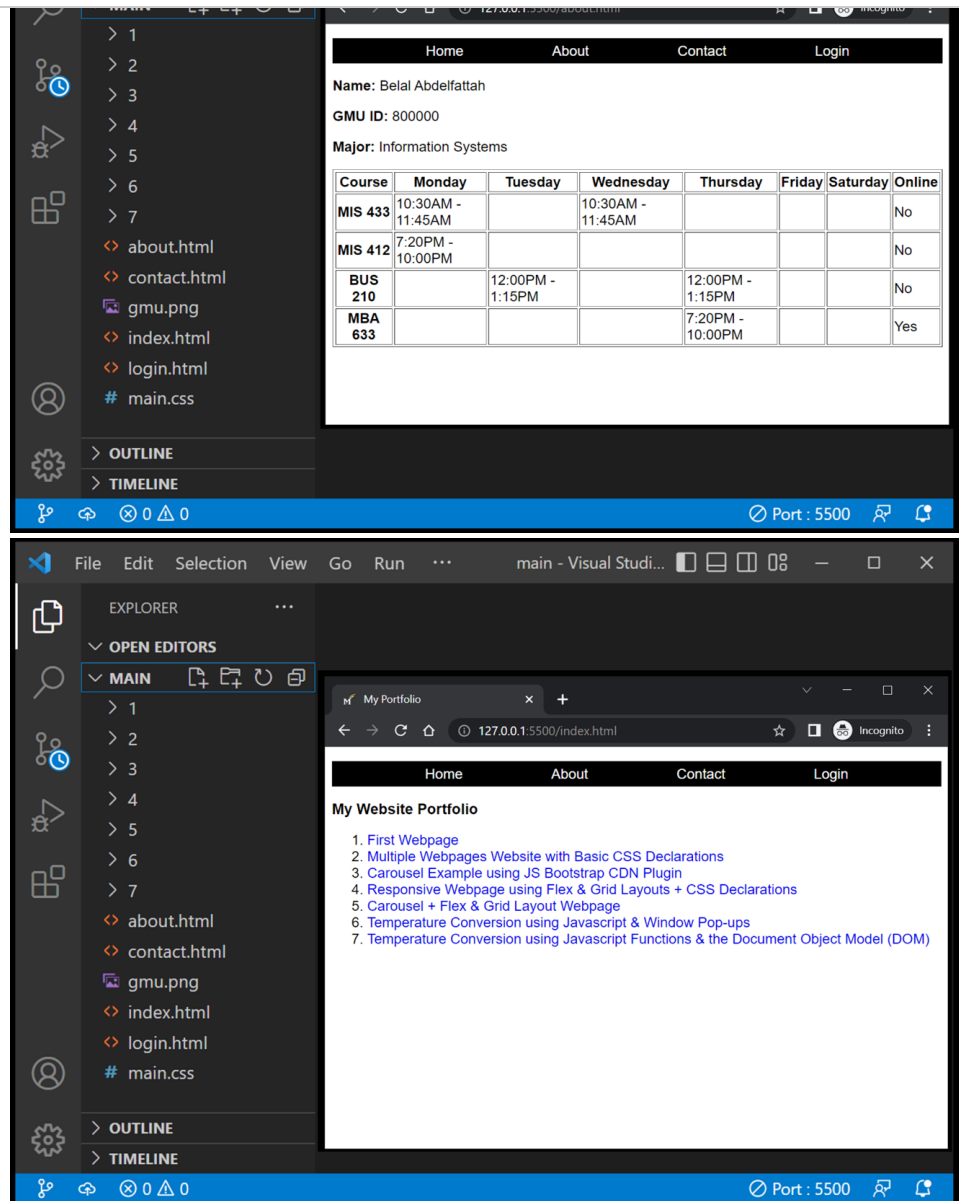 MAIN
127.0.0.1:5500/about.html
Incognito
1
2
3
4
5
6
7
about.html
contact.html
gmu.png
index.html
login.html
# main.css
OUTLINE
TIMELINE
Home About Contact Login
Name: Belal Abdelfattah
GMU ID: 800000
Major: Information Systems
Course Monday Tuesday Wednesday Thursday Friday Saturday Online
MIS 433 10:30AM - 11:45AM 10:30AM - 11:45AM No
MIS 412 7:20PM - 10:00PM No
BUS 210 12:00PM - 1:15PM 12:00PM - 1:15PM No
MBA 633 7:20PM - 10:00PM Yes
0 0 Port : 5500
File Edit Selection View Go Run ··· main - Visual Studi...
EXPLORER ···
OPEN EDITORS
MAIN
1
2
3
4
5
6
7
about.html
contact.html
gmu.png
index.html
login.html
# main.css
OUTLINE
TIMELINE
My Portfolio
127.0.0.1:5500/index.html Incognito
Home About Contact Login
My Website Portfolio
1. First Webpage
2. Multiple Webpages Website with Basic CSS Declarations
3. Carousel Example using JS Bootstrap CDN Plugin
4. Responsive Webpage using Flex & Grid Layouts + CSS Declarations
5. Carousel + Flex & Grid Layout Webpage
6. Temperature Conversion using Javascript & Window Pop-ups
7. Temperature Conversion using Javascript Functions & the Document Object Model (DOM)
0 0 Port : 5500